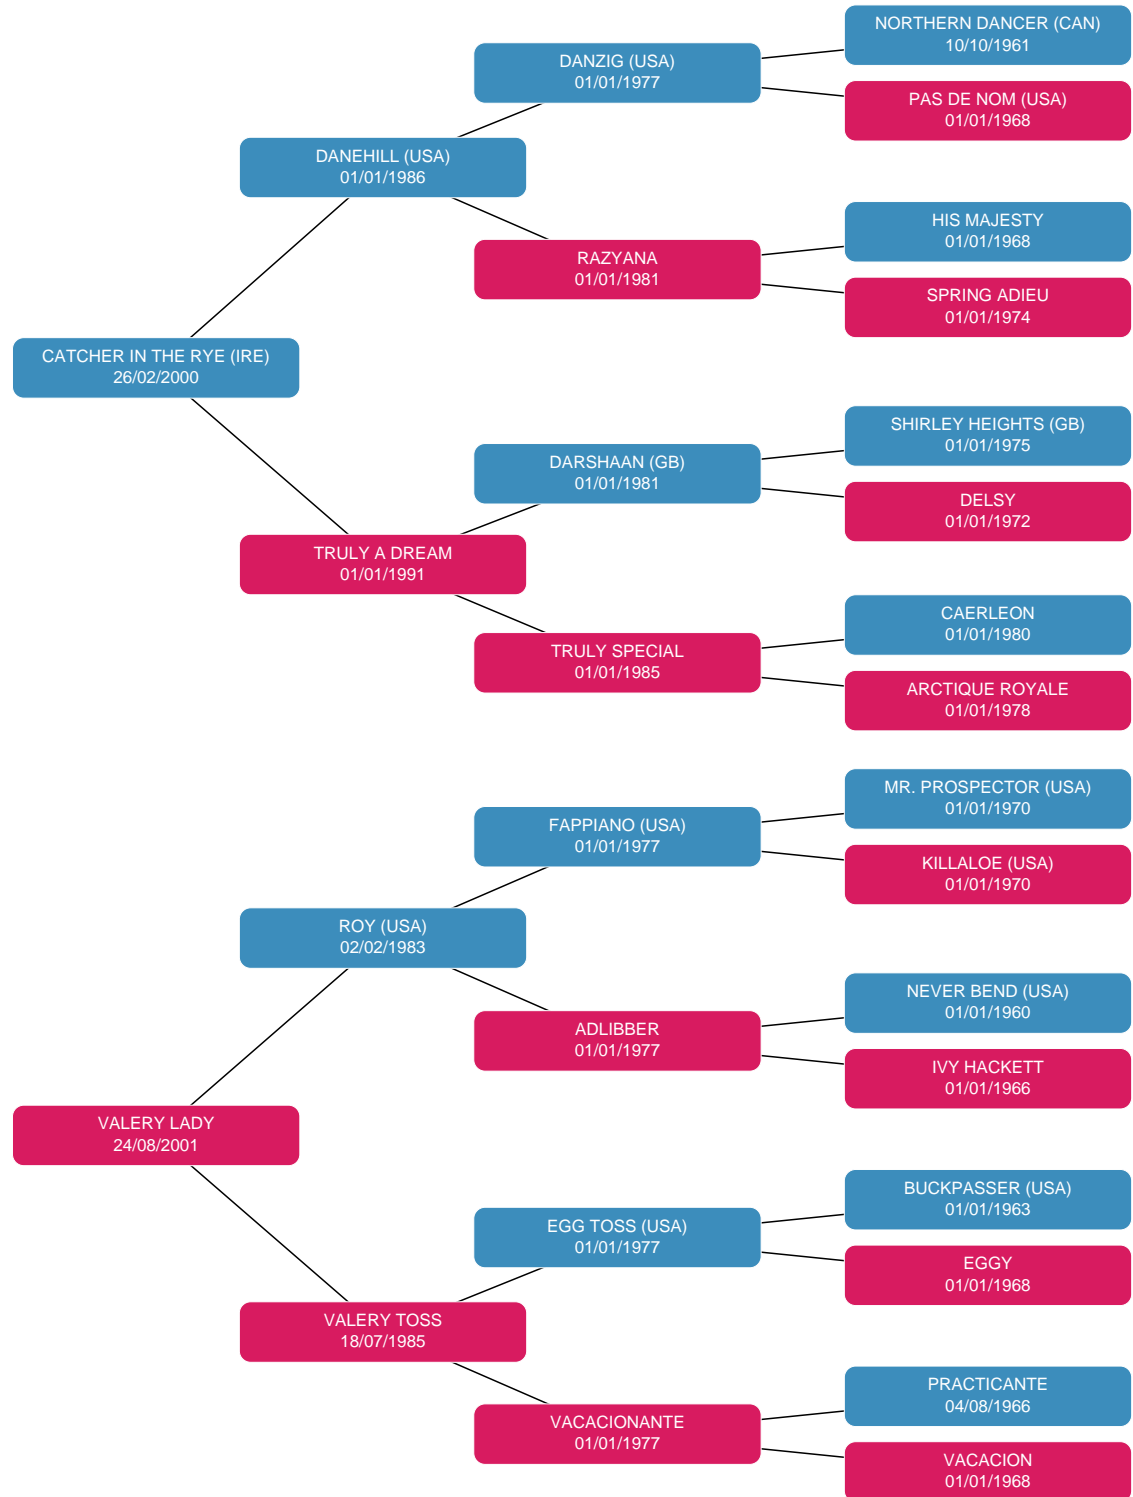 NORTHERN DANCER (CAN)
10/10/1961
DANZIG (USA)
01/01/1977
PAS DE NOM (USA)
01/01/1968
DANEHILL (USA)
01/01/1986
HIS MAJESTY
01/01/1968
RAZYANA
01/01/1981
SPRING ADIEU
01/01/1974
CATCHER IN THE RYE (IRE)
26/02/2000
SHIRLEY HEIGHTS (GB)
01/01/1975
DARSHAAN (GB)
01/01/1981
DELSY
01/01/1972
TRULY A DREAM
01/01/1991
CAERLEON
01/01/1980
TRULY SPECIAL
01/01/1985
ARCTIQUE ROYALE
01/01/1978
MR. PROSPECTOR (USA)
01/01/1970
FAPPIANO (USA)
01/01/1977
KILLALOE (USA)
01/01/1970
ROY (USA)
02/02/1983
NEVER BEND (USA)
01/01/1960
ADLIBBER
01/01/1977
IVY HACKETT
01/01/1966
VALERY LADY
24/08/2001
BUCKPASSER (USA)
01/01/1963
EGG TOSS (USA)
01/01/1977
EGGY
01/01/1968
VALERY TOSS
18/07/1985
PRACTICANTE
04/08/1966
VACACIONANTE
01/01/1977
VACACION
01/01/1968